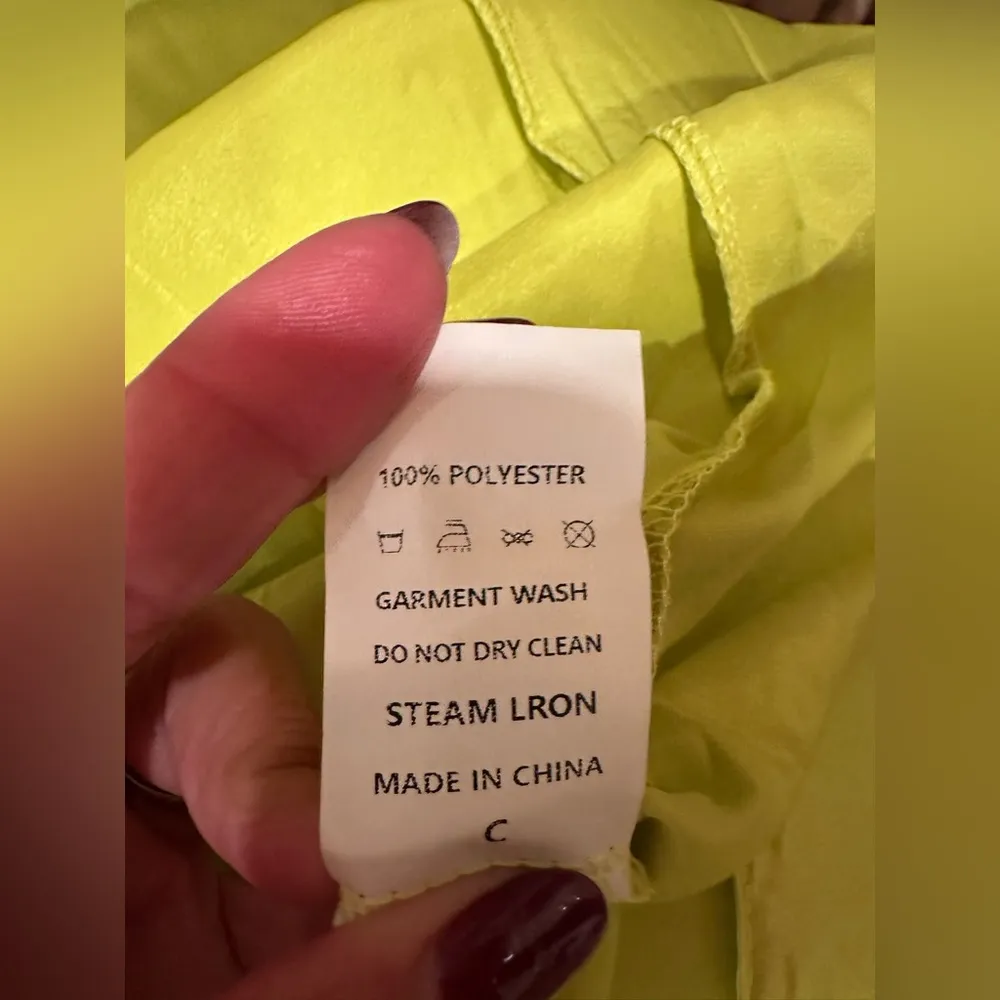 100% POLYESTER
GARMENT WASH
DO NOT DRY CLEAN
STEAM LRON
MADE IN CHINA
C